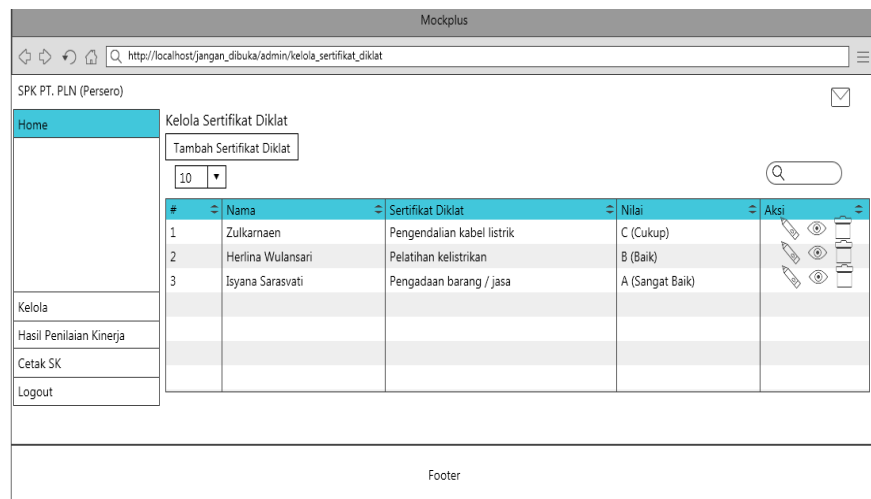 Mockplus
http://localhost/jangan_dibuka/admin/kelola_sertifikat_diklat
SPK PT. PLN (Persero)
Home
Kelola
Hasil Penilaian Kinerja
Cetak SK
Logout
Kelola Sertifikat Diklat
Tambah Sertifikat Diklat
10
# Nama Sertifikat Diklat Nilai Aksi
1 Zulkarnaen Pengendalian kabel listrik C (Cukup)
2 Herlina Wulansari Pelatihan kelistrikan B (Baik)
3 Isyana Sarasvati Pengadaan barang / jasa A (Sangat Baik)
Footer